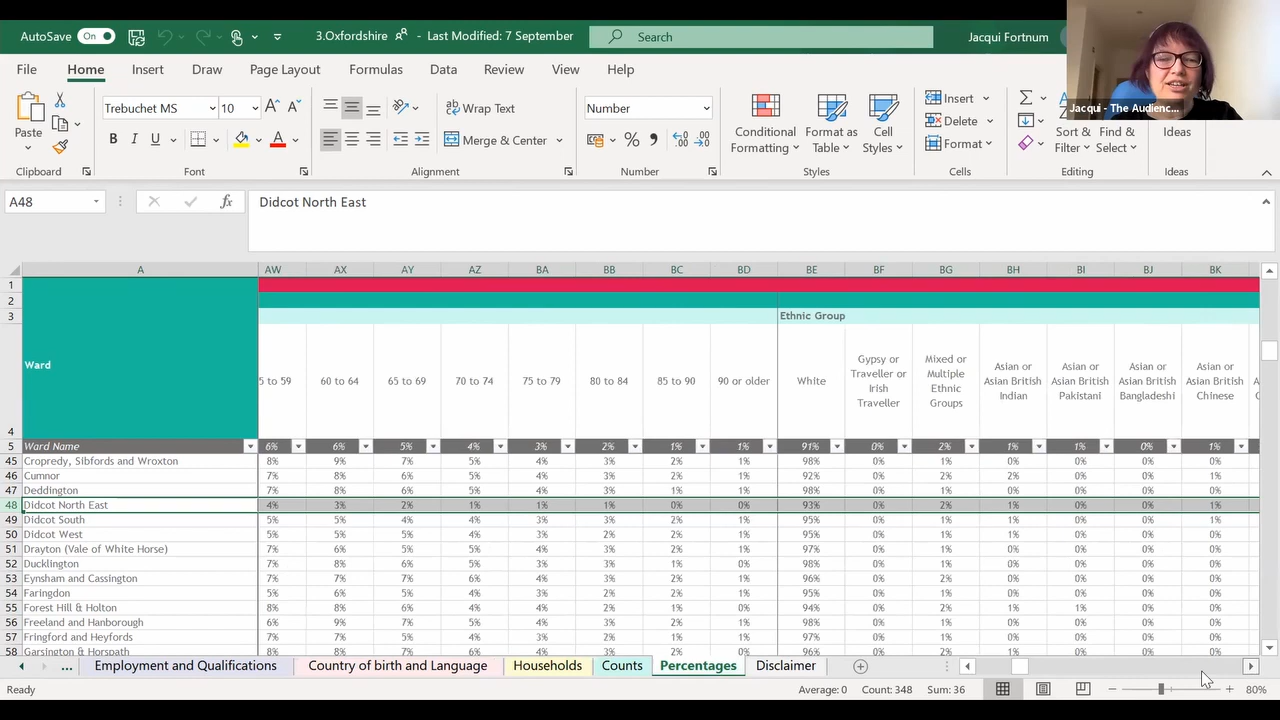 AutoSave On 3.Oxfordshire - Last Modified: 7 September Search Jacqui Fortnum
Jacqui - The Audienc...
File Home Insert Draw Page Layout Formulas Data Review View Help
Paste Trebuchet MS 10 A A Wrap Text Number Conditional Formatting Format as Table Cell Styles Insert Delete Format Sort & Filter Find & Select Ideas
B I U A Merge & Center % ,
Clipboard Font Alignment Number Styles Cells Editing Ideas
A48 fx Didcot North East
A AW AX AY AZ BA BB BC BD BE BF BG BH BI BJ BK
1
2
3 Ethnic Group
4 Ward 5 to 59 60 to 64 65 to 69 70 to 74 75 to 79 80 to 84 85 to 90 90 or older White Gypsy or Traveller or Irish Traveller Mixed or Multiple Ethnic Groups Asian or Asian British Indian Asian or Asian British Pakistani Asian or Asian British Bangladeshi Asian or Asian British Chinese
5 Ward Name 6% 6% 5% 4% 3% 2% 1% 1% 91% 0% 2% 1% 1% 0% 1%
45 Cropredy, Sibfords and Wroxton 8% 9% 7% 5% 4% 3% 2% 1% 98% 0% 1% 0% 0% 0% 0%
46 Cumnor 7% 8% 6% 5% 4% 3% 2% 1% 92% 0% 2% 2% 0% 0% 1%
47 Deddington 7% 8% 6% 5% 4% 3% 1% 1% 98% 0% 1% 0% 0% 0% 0%
48 Didcot North East 4% 3% 2% 1% 1% 1% 0% 0% 93% 0% 2% 1% 0% 0% 1%
49 Didcot South 5% 5% 4% 4% 3% 3% 2% 1% 95% 0% 1% 1% 0% 0% 1%
50 Didcot West 5% 5% 5% 4% 3% 2% 2% 1% 95% 0% 1% 1% 0% 0% 0%
51 Drayton (Vale of White Horse) 7% 6% 5% 5% 4% 3% 2% 1% 97% 0% 1% 0% 0% 0% 0%
52 Ducklington 7% 8% 6% 5% 3% 3% 1% 0% 98% 0% 1% 0% 0% 0% 0%
53 Eynsham and Cassington 7% 7% 7% 6% 4% 3% 2% 1% 96% 0% 2% 1% 0% 0% 0%
54 Faringdon 5% 6% 5% 4% 3% 2% 2% 1% 95% 0% 2% 1% 0% 0% 0%
55 Forest Hill & Holton 8% 8% 6% 4% 4% 2% 1% 0% 94% 0% 2% 1% 1% 0% 0%
56 Freeland and Hanborough 6% 9% 7% 5% 4% 3% 2% 1% 98% 0% 1% 0% 0% 0% 0%
57 Fringford and Heyfords 7% 7% 5% 4% 3% 2% 1% 1% 97% 0% 1% 0% 0% 0% 0%
58 Garsington & Horspath 7% 7% 6% 5% 4% 3% 2% 1% 96% 0% 2% 0% 0% 0% 0%
... Employment and Qualifications Country of birth and Language Households Counts Percentages Disclaimer
Ready Average: 0 Count: 348 Sum: 36 80%